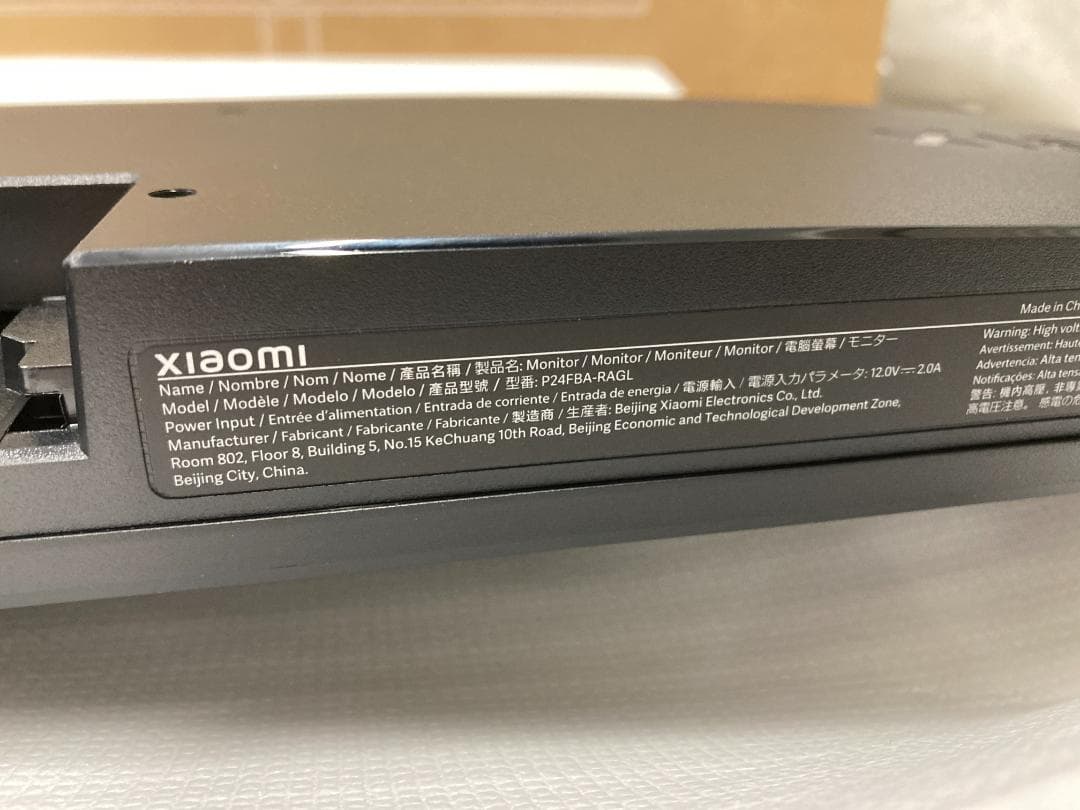 xiaomi
Name / Nombre / Nom / Nome / 產品名稱 / 製品名: Monitor / Monitor / Moniteur / Monitor / 電腦螢幕 / モニター
Model / Modèle / Modelo / Modelo / 產品型號 / 型番: P24FBA-RAGL
Power Input / Entrée d'alimentation / Entrada de corriente / Entrada de energia / 電源輸入 / 電源入力パラメータ: 12.0V⎓2.0A
Manufacturer / Fabricant / Fabricante / Fabricante / 製造商 / 生産者: Beijing Xiaomi Electronics Co., Ltd.
Room 802, Floor 8, Building 5, No.15 KeChuang 10th Road, Beijing Economic and Technological Development Zone,
Beijing City, China.
Made in Ch
Warning: High volt
Avertissement: Haute
Advertencia: Alta ten
Notificações: Alta tens
警告: 機內高壓, 非專
高電圧注意。 感電の危